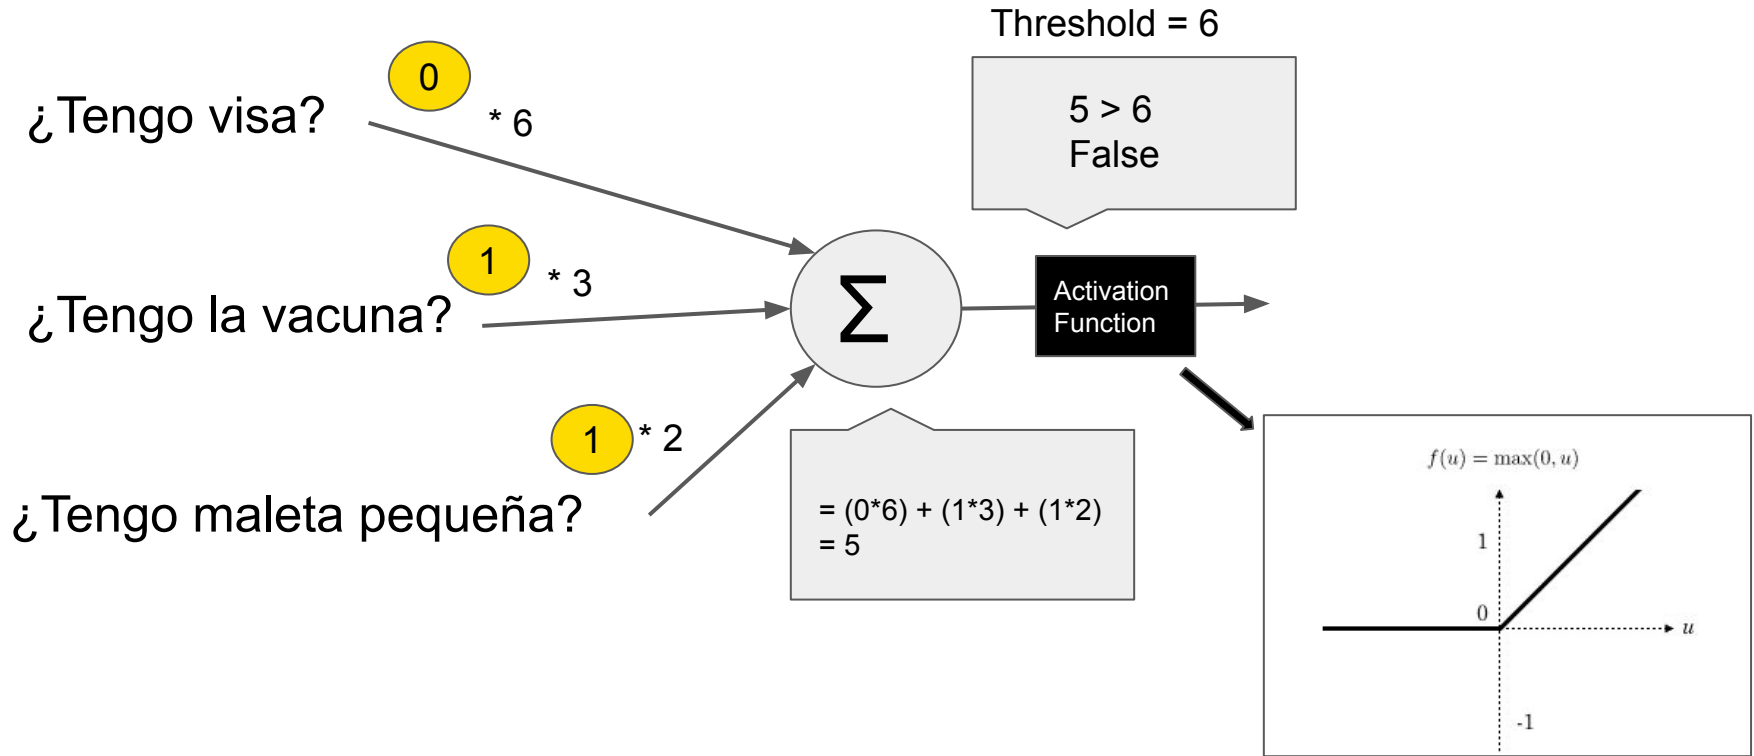 Threshold = 6
0
* 6
¿Tengo visa?
5 > 6
False
1
* 3
¿Tengo la vacuna?
Σ
Activation
Function
1
* 2
¿Tengo maleta pequeña?
= (0*6) + (1*3) + (1*2)
= 5
f(u) = max(0, u)
1
0
u
-1